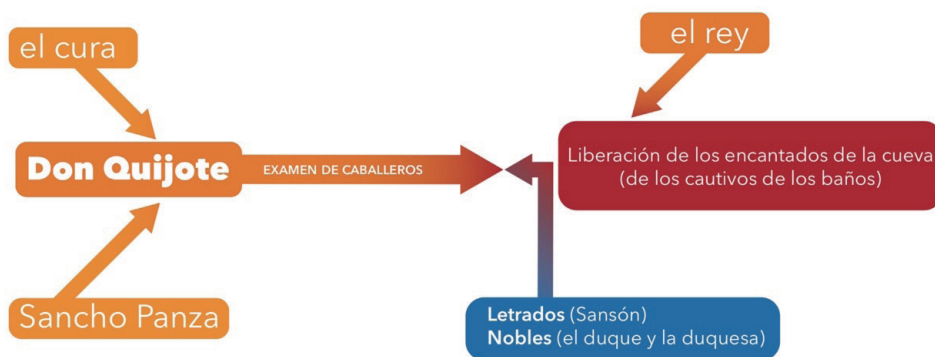 el cura
el rey
Don Quijote
EXAMEN DE CABALLEROS
Liberación de los encantados de la cueva
(de los cautivos de los baños)
Sancho Panza
Letrados (Sansón)
Nobles (el duque y la duquesa)